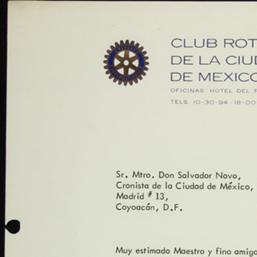 CLUB ROT
DE LA CIUD
DE MEXICO
OFICINAS HOTEL DEL
TELS. 10-30-94 - 18-00
Sr. Mtro. Don Salvador Novo,
Cronista de la Ciudad de México,
Madrid # 13,
Coyoacán, D.F.
Muy estimado Maestro y fino amigo